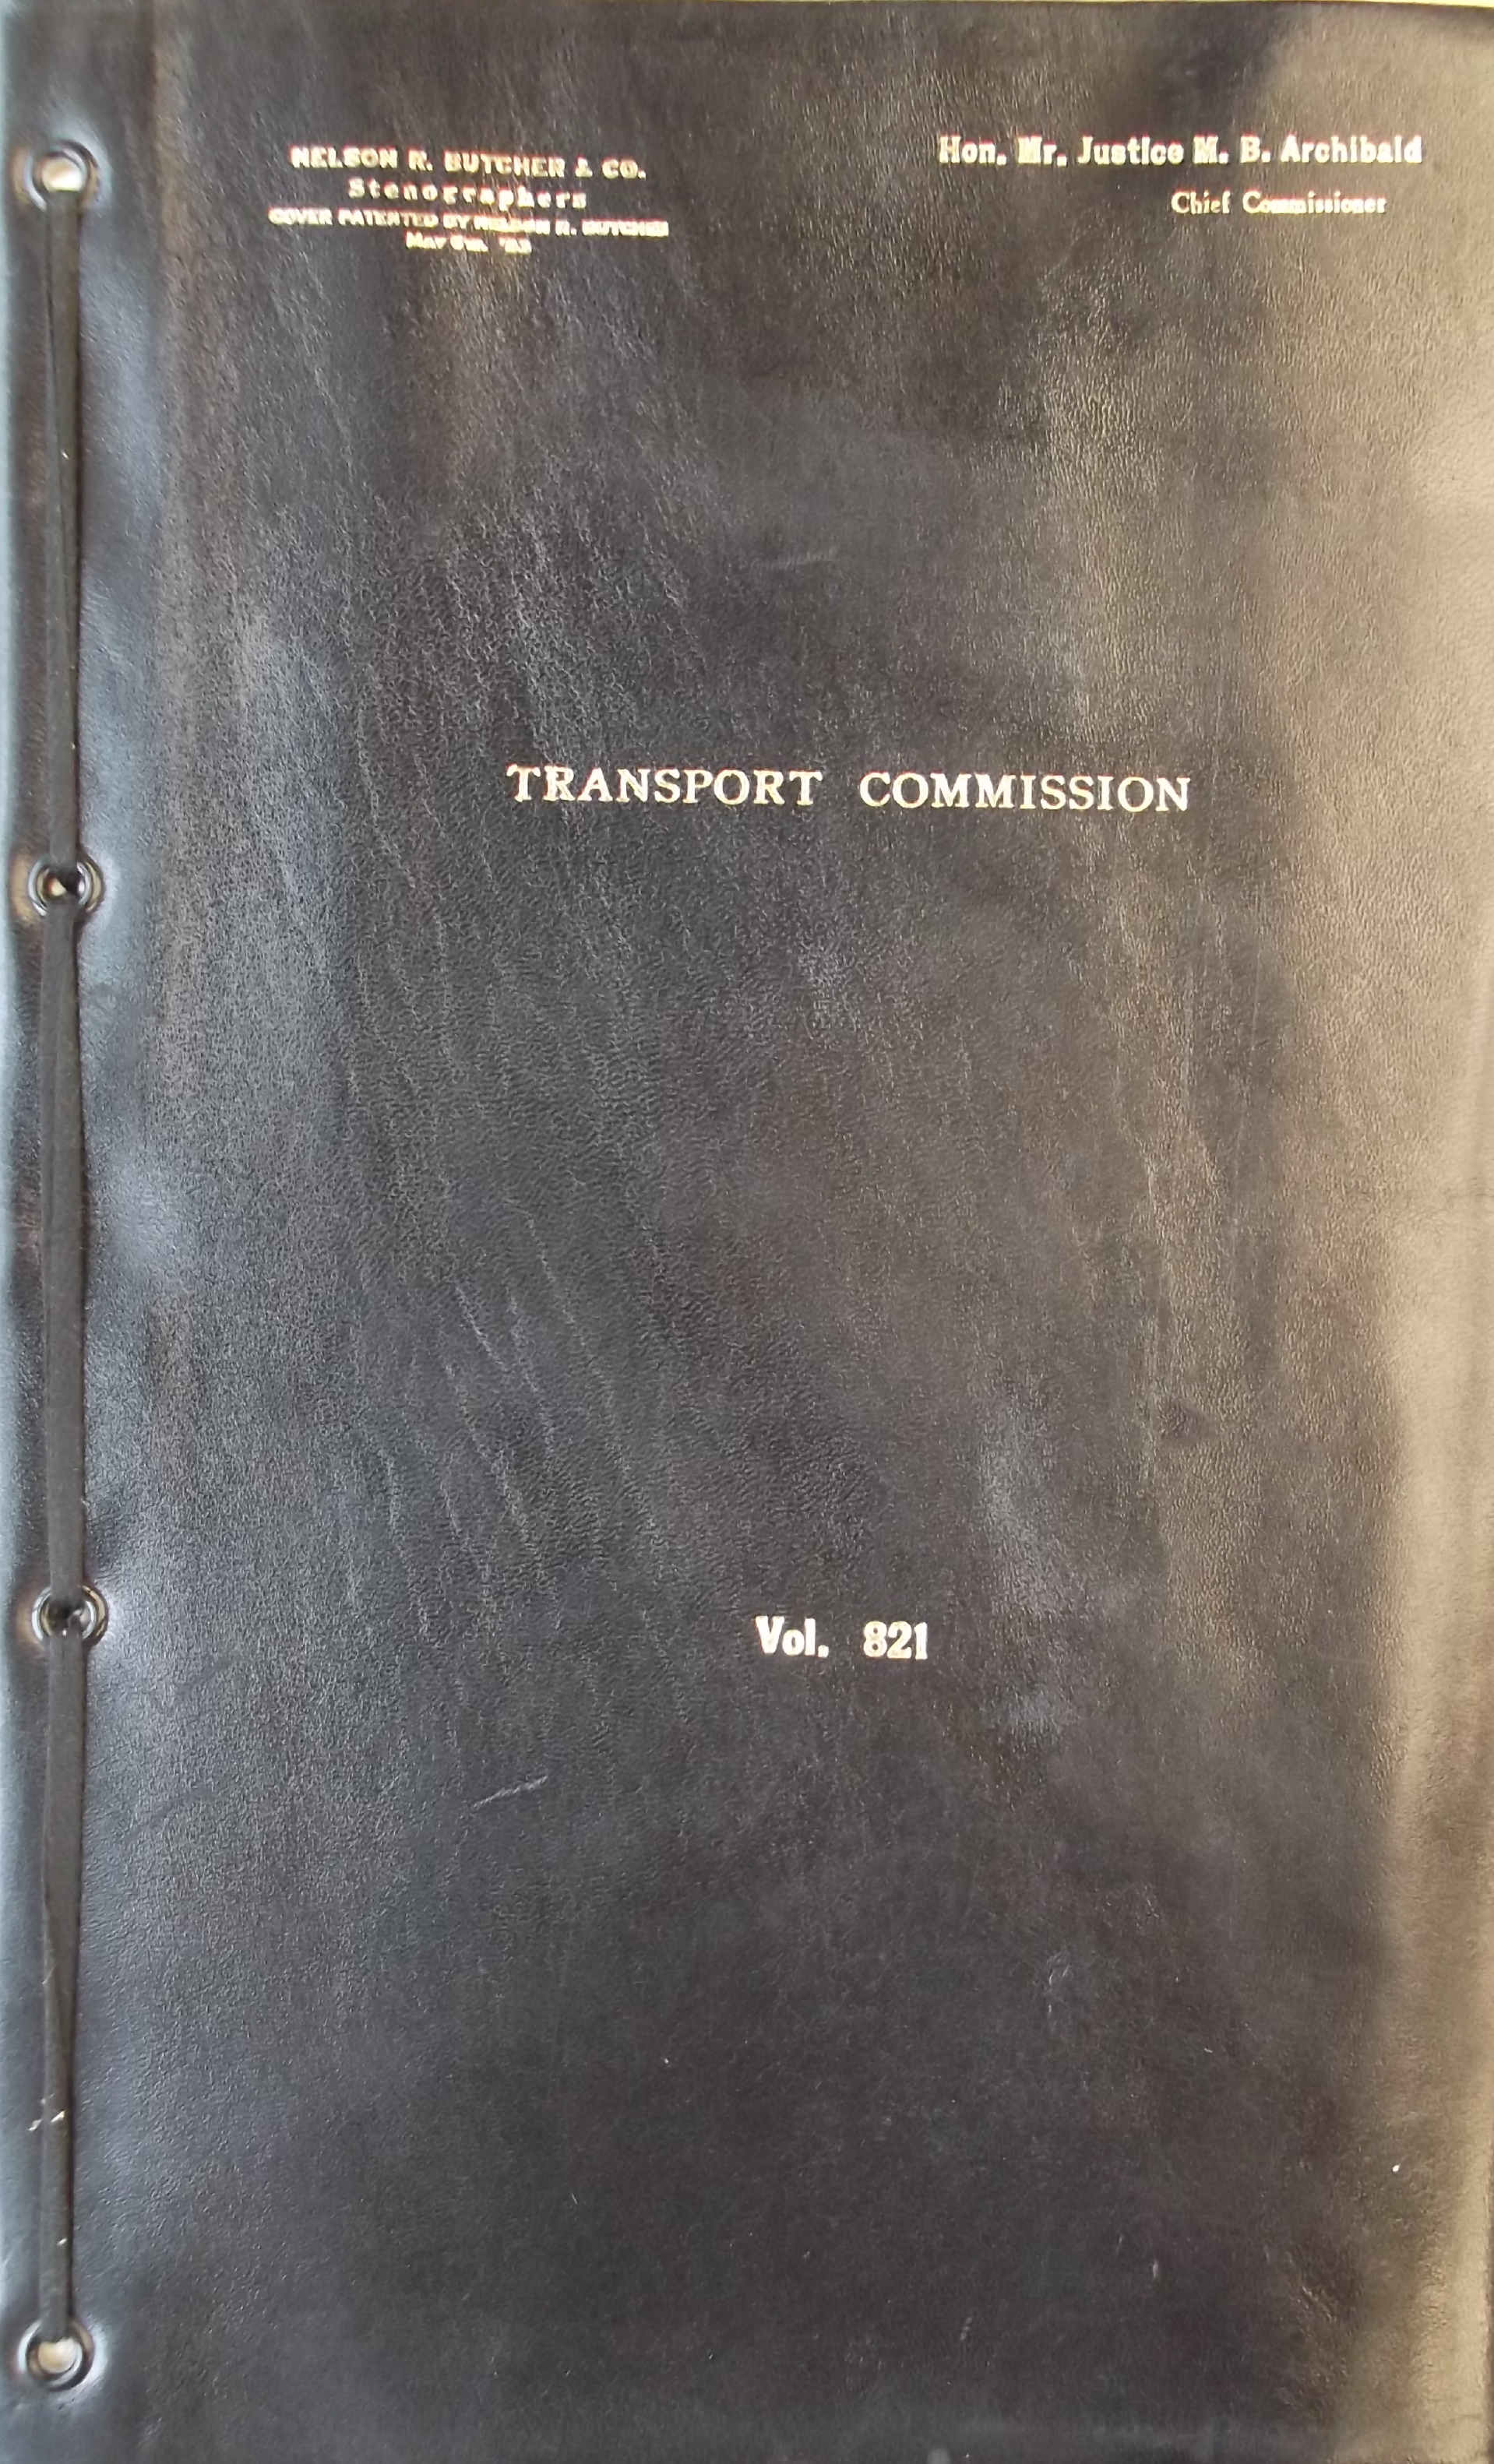 NELSON R. BUTCHER & CO.
Stenographers
COVER PATENTED BY NELSON R. BUTCHER
May
Hon. Mr. Justice M. B. Archibald
Chief Commissioner
TRANSPORT COMMISSION
Vol. 821